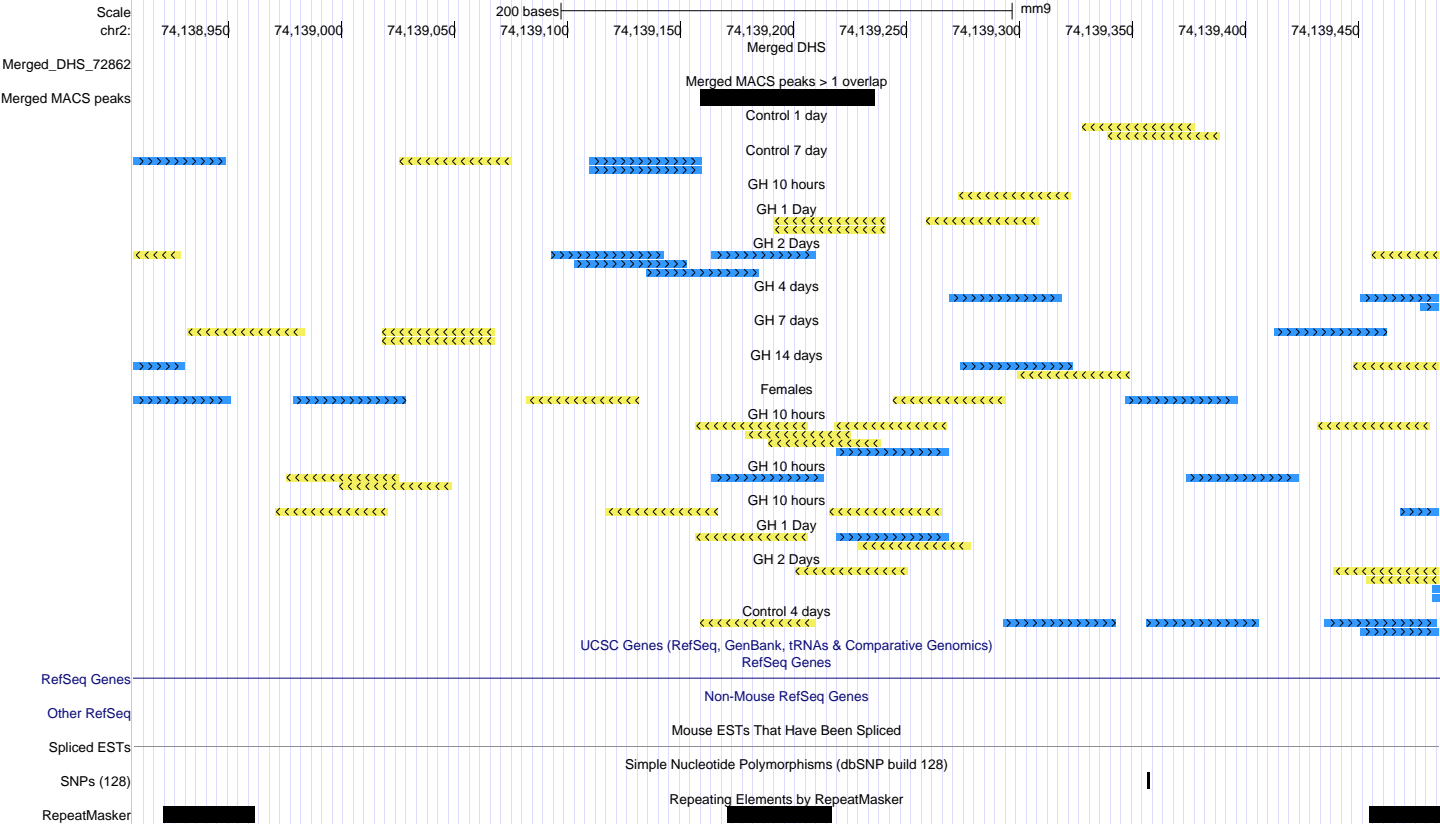 Scale 200 bases mm9
chr2: 74,138,950 74,139,000 74,139,050 74,139,100 74,139,150 74,139,200 74,139,250 74,139,300 74,139,350 74,139,400 74,139,450
Merged DHS
Merged_DHS_72862
Merged MACS peaks > 1 overlap
Merged MACS peaks
Control 1 day
Control 7 day
GH 10 hours
GH 1 Day
GH 2 Days
GH 4 days
GH 7 days
GH 14 days
Females
GH 10 hours
GH 10 hours
GH 10 hours
GH 1 Day
GH 2 Days
Control 4 days
UCSC Genes (RefSeq, GenBank, tRNAs & Comparative Genomics)
RefSeq Genes
RefSeq Genes
Non-Mouse RefSeq Genes
Other RefSeq
Mouse ESTs That Have Been Spliced
Spliced ESTs
Simple Nucleotide Polymorphisms (dbSNP build 128)
SNPs (128)
Repeating Elements by RepeatMasker
RepeatMasker